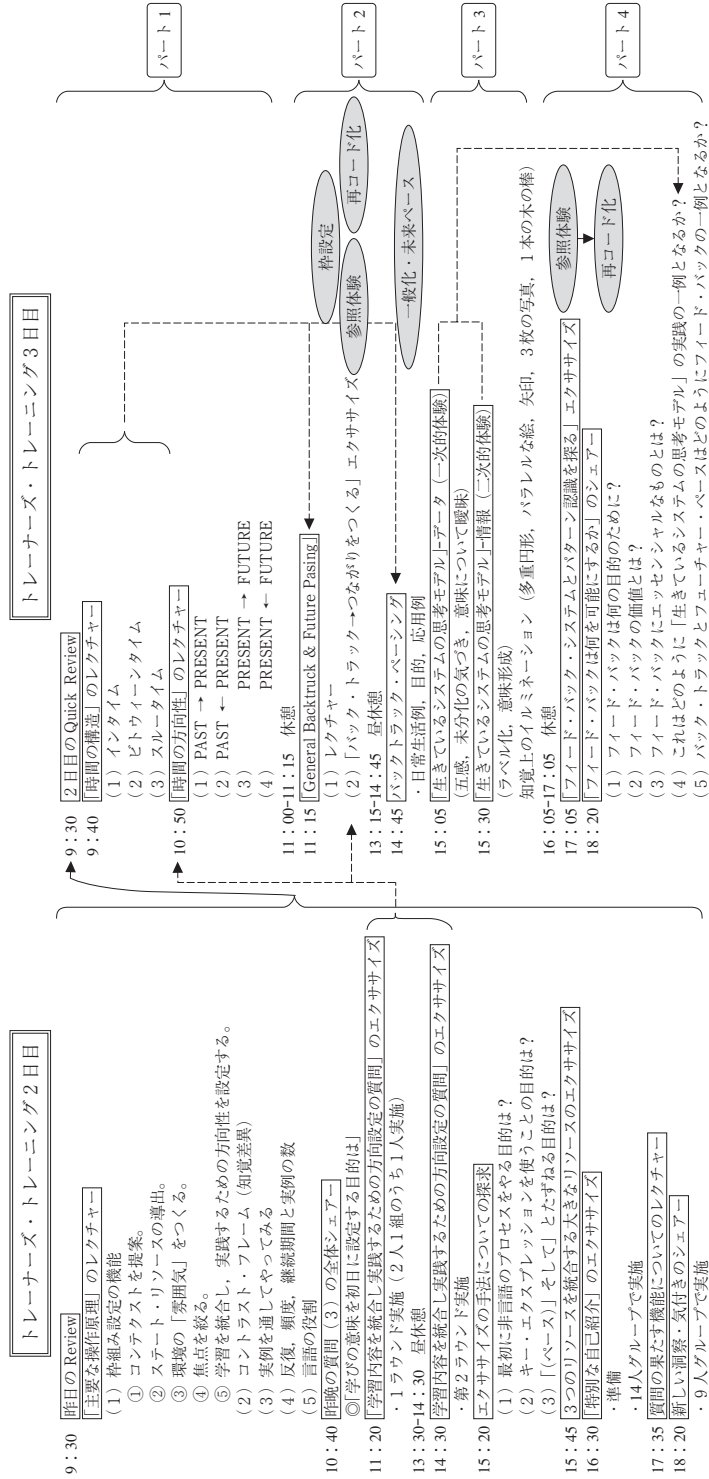 トレーナーズ・トレーニング2日目
9:30 昨日の Review
「主要な操作原理」のレクチャー
(1) 枠組み設定の機能
① コンテクストを提案。
② ステート・リソースの導出。
③ 環境の「雰囲気」をつくる。
④ 焦点を絞る。
⑤ 学習を統合し,実践するための方向性を設定する。
(2) コントラスト・フレーム(知覚差異)
(3) 実例を通してやってみる
(4) 反復,頻度,継続期間と実例の数
(5) 言語の役割
10:40 昨晩の質問(3)の全体シェアー
◎「学びの意味を初日に設定する目的は」
11:20 「学習内容を統合し実践するための方向設定の質問」のエクササイズ
・1ラウンド実施(2人1組のうち1人実施)
13:30-14:30 昼休憩
14:30 学習内容を統合し実践するための方向設定の質問」のエクササイズ
第2ラウンド実施
15:20 エクササイズの手法についての探求
(1) 最初に非言語のプロセスをやる目的は?
(2) キー・エクスプレッションを使うことの目的は?
(3) 「(ペース)」そして」とたずねる目的は?
15:45 3つのリソースを統合する大きなリソースのエクササイズ
16:30 「特別な自己紹介」のエクササイズ
・準備
・14人グループで実施
17:35 質問の果たす機能についてのレクチャー
18:20 新しい洞察・気付きのシェアー
・9人グループで実施
トレーナーズ・トレーニング3日目
9:30 2日目のQuick Review
9:40 「時間の構造」のレクチャー
(1) インタイム
(2) ビトウィーンタイム
(3) スルータイム
10:50 「時間の方向性」のレクチャー
(1) PAST → PRESENT
(2) PAST ← PRESENT
(3) PRESENT → FUTURE
(4) PRESENT ← FUTURE
11:00-11:15 休憩
11:15 「General Backtruck & Future Pasing」
(1) レクチャー
(2) 「バック・トラック→つながりをつくる」エクササイズ
13:15-14:45 昼休憩
14:45 バックトラック・ペーシング
・日常生活例,目的,応用例
15:05 「生きているシステムの思考モデル」-データ(一次的体験)
(五感,未分化の気づき,意味について曖昧)
15:30 「生きているシステムの思考モデル」-情報(二次的体験)
(ラベル化,意味形成)
知覚上のイルミネーション(多重円形,パラレルな絵,矢印,3枚の写真,1本の木の棒)
16:05-17:05 休憩
17:05 「フィード・バック・システムとパターン認識を探る」エクササイズ
18:20 「フィード・バックは何を可能にするか」のシェアー
(1) フィード・バックは何の目的のために?
(2) フィード・バックの価値とは?
(3) フィード・バックにエッセンシャルなものとは?
(4) これはどのように「生きているシステムの思考モデル」の実践の一例となるか?
(5) バック・トラックとフューチャー・ペースはどのようにフィード・バックの一例となるか?
枠設定
参照体験
再コード化
一般化・未来ペース
参照体験
再コード化
パート1
パート2
パート3
パート4